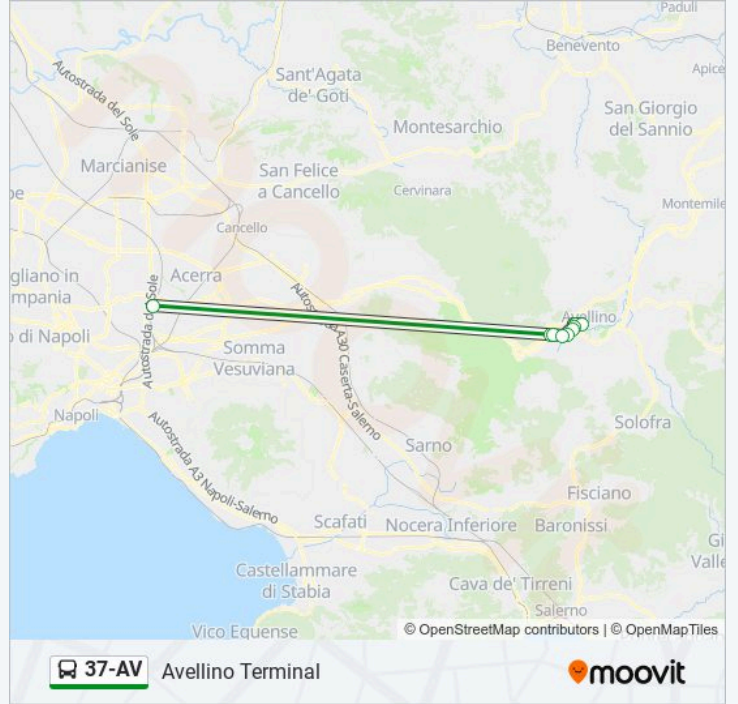 Paduli
Benevento
Autostrada del Sole
Sant'Agata
de' Goti
Apice
San Giorgio
del Sannio
Montesarchio
Marcianise
San Felice
a Cancello
Cervinara
Montemile
Cancello
gliano in
mpania
Acerra
Autostrada del Sole
Autostrada A30 Caserta-Salerno
Avellino
o di Napoli
Somma
Vesuviana
Napoli
Autostrada A3 Napoli-Salerno
Sarno
Solofra
Fisciano
Scafati
Nocera Inferiore
Baronissi
Gi
Valle
Castellammare
di Stabia
Cava de' Tirreni
Salerno
Vico Equense
© OpenStreetMap contributors | © OpenMapTiles
37-AV
Avellino Terminal
moovit